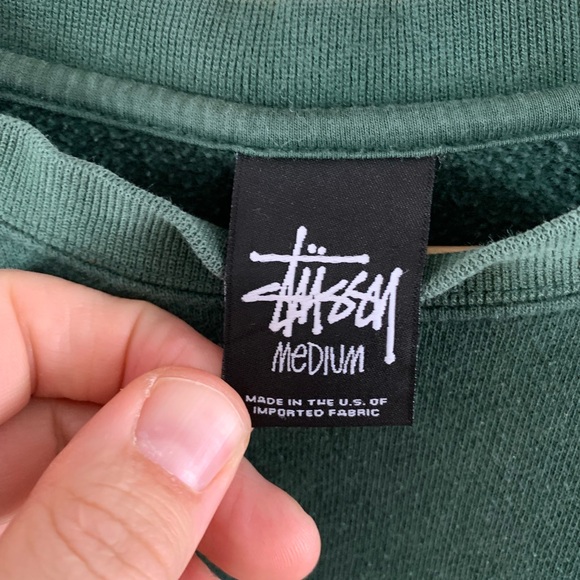 Stüssy
MEDIUM
MADE IN THE U.S. OF
IMPORTED FABRIC